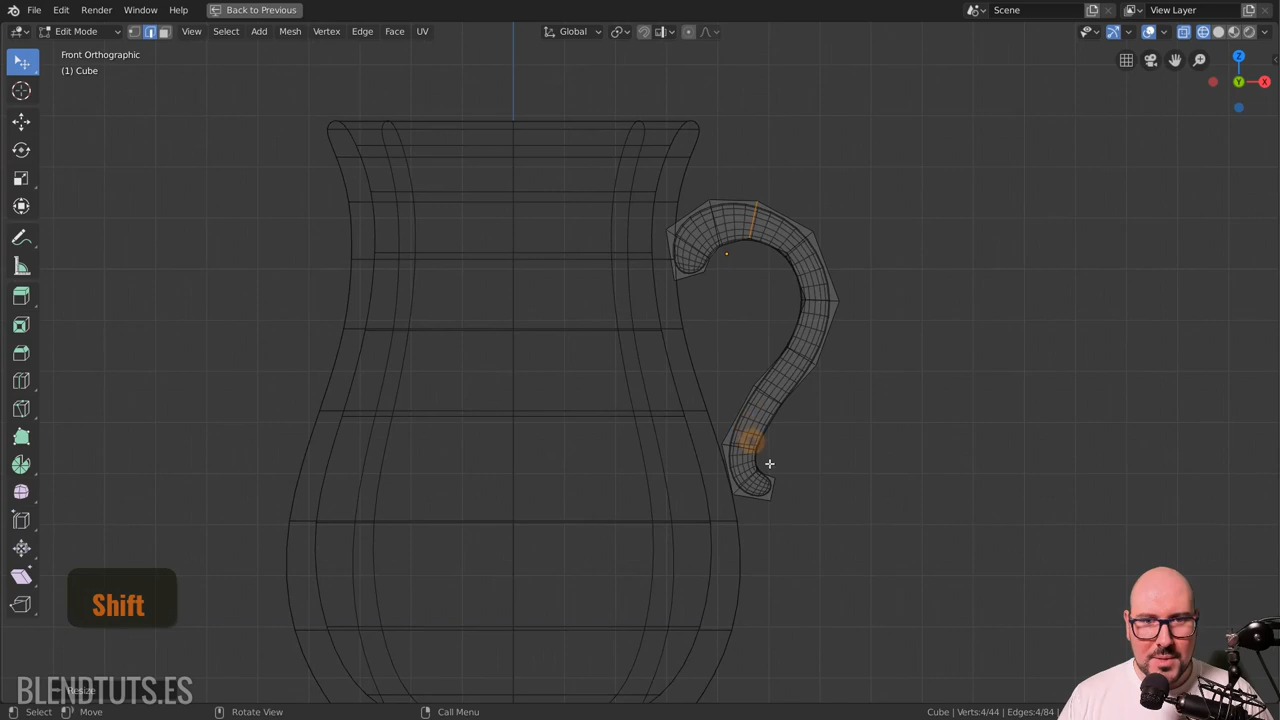 File Edit Render Window Help Back to Previous Scene View Layer
Edit Mode View Select Add Mesh Vertex Edge Face UV Global
Front Orthographic
(1) Cube
Z
Y
X
Shift
Resize
BLENDTUTS.ES
Select Move Rotate View Call Menu Cube | Verts:4/44 | Edges:4/84 |